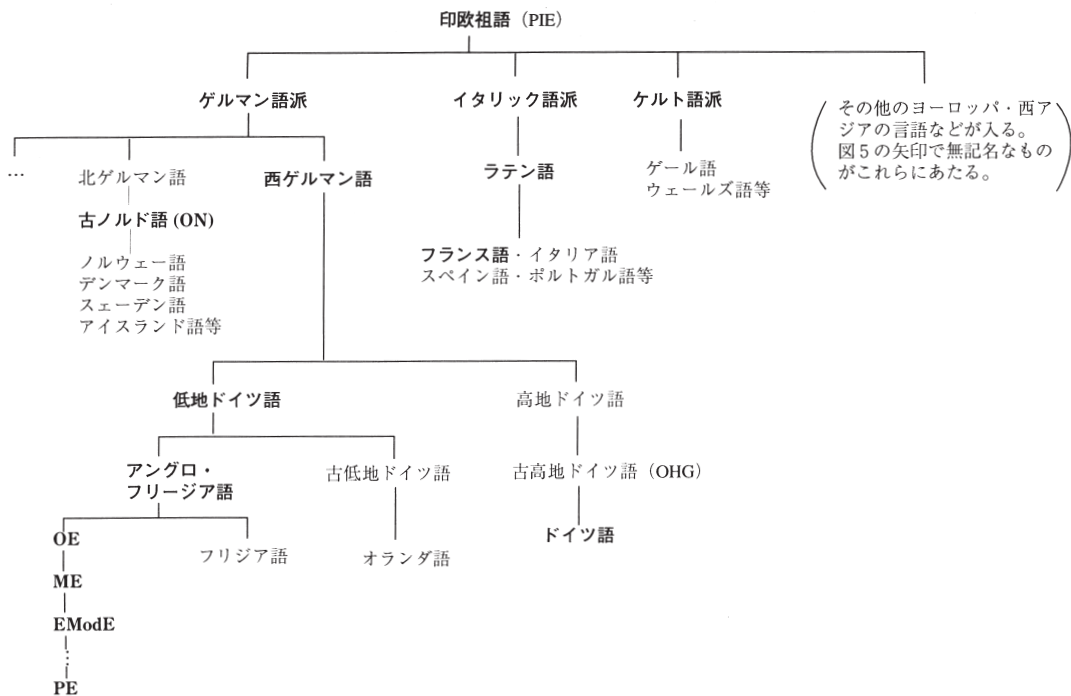 印欧祖語（PIE）
ゲルマン語派
イタリック語派
ケルト語派
その他のヨーロッパ・西ア
ジアの言語などが入る。
図5の矢印で無記名なもの
がこれらにあたる。
…
北ゲルマン語
西ゲルマン語
ラテン語
ゲール語
ウェールズ語等
古ノルド語 (ON)
フランス語・イタリア語
スペイン語・ポルトガル語等
ノルウェー語
デンマーク語
スェーデン語
アイスランド語等
低地ドイツ語
高地ドイツ語
アングロ・
フリージア語
古低地ドイツ語
古高地ドイツ語（OHG）
OE
フリジア語
オランダ語
ドイツ語
ME
EModE
PE